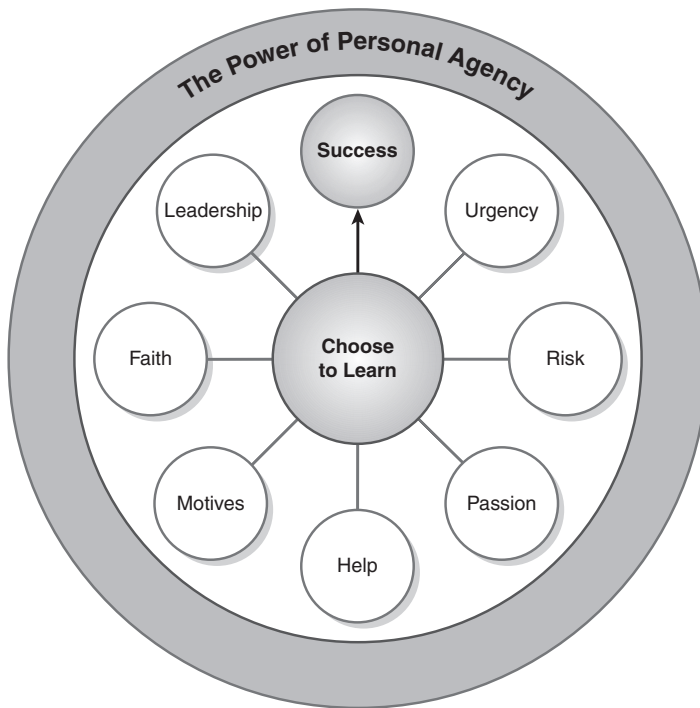 The Power of Personal Agency
Success
Leadership
Urgency
Faith
Choose
to Learn
Risk
Motives
Passion
Help